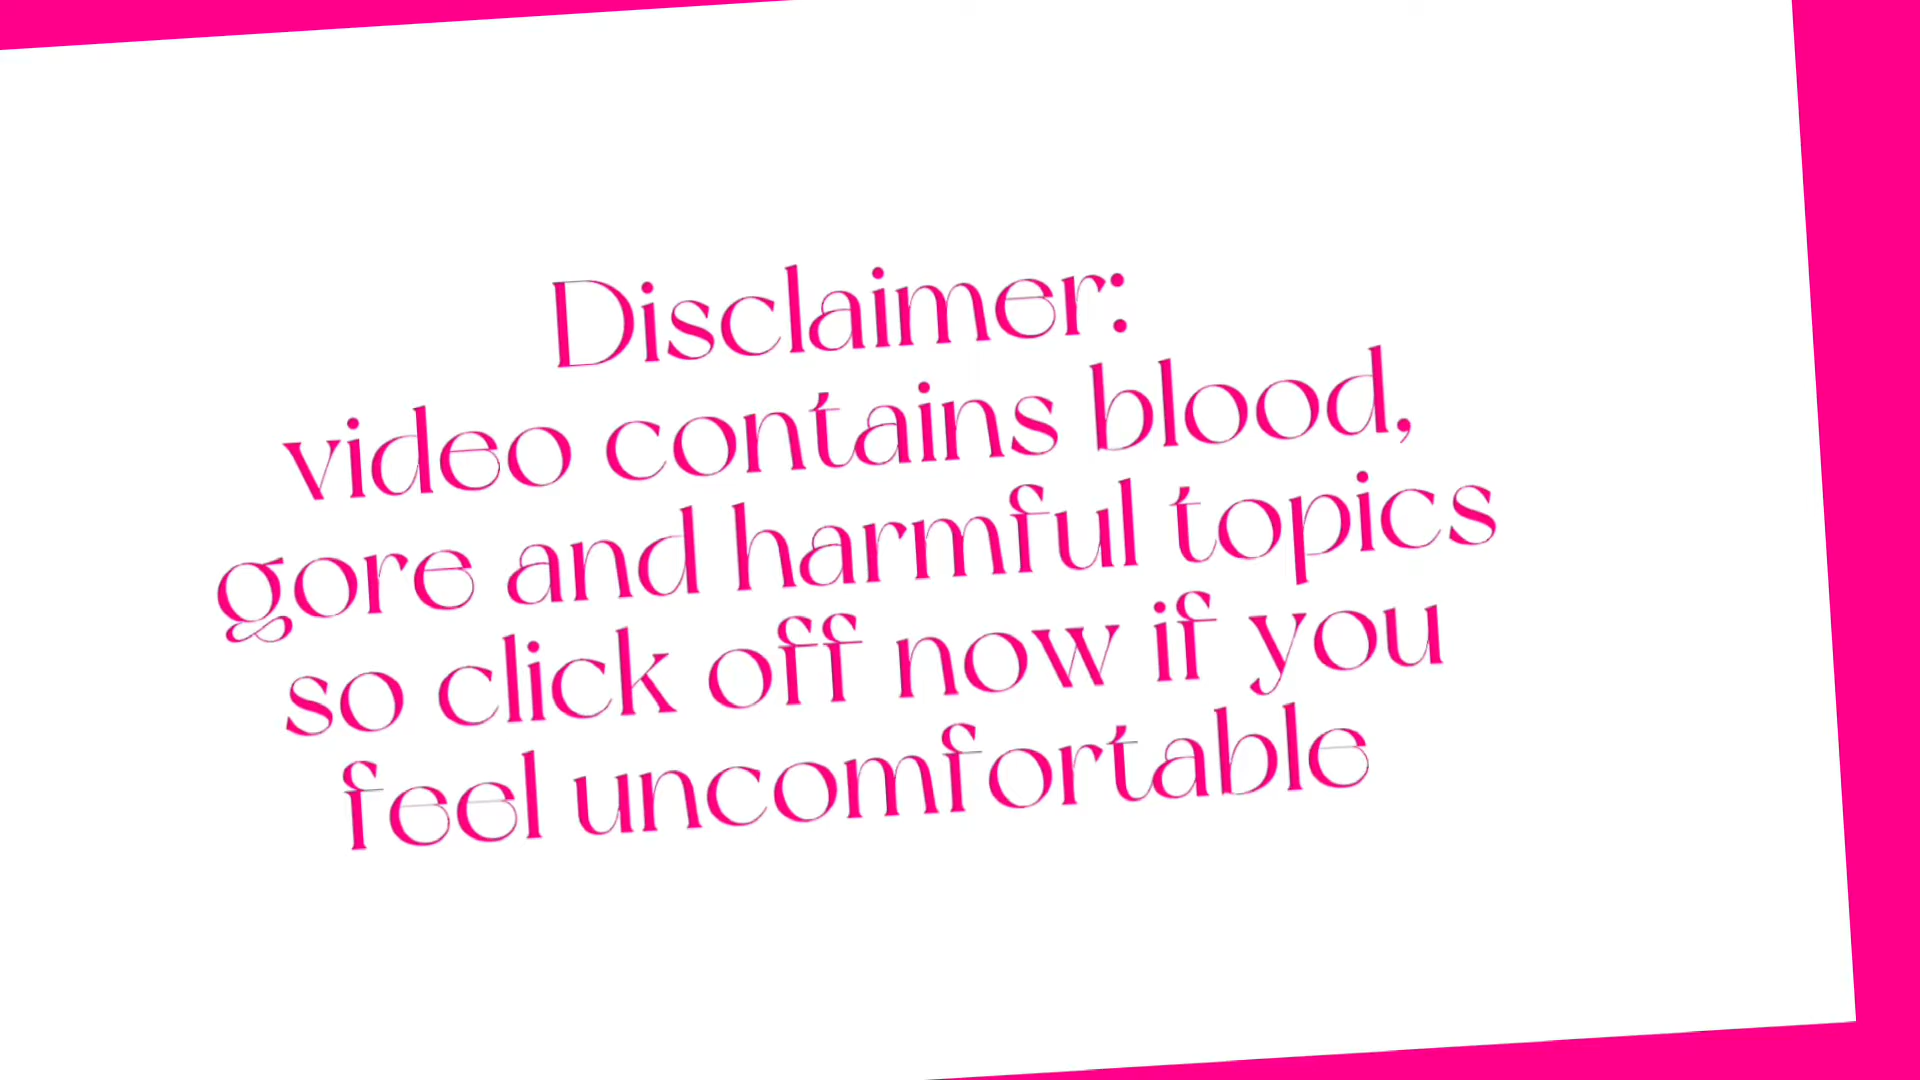 Disclaimer:
video contains blood,
gore and harmful topics
so click off now if you
feel uncomfortable